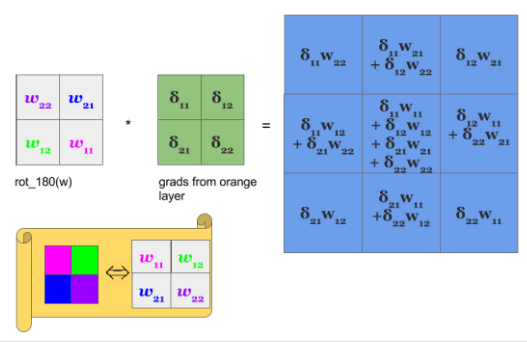 w₂₂ w₂₁
w₁₂ w₁₁
rot_180(w)
*
δ₁₁ δ₁₂
δ₂₁ δ₂₂
grads from orange
layer
=
δ₁₁w₂₂
δ₁₁w₂₁
+ δ₁₂w₂₂
δ₁₂w₂₁
δ₁₁w₁₂
+ δ₂₁w₂₂
δ₁₁w₁₁
+ δ₁₂w₁₂
+ δ₂₁w₂₁
+ δ₂₂w₂₂
δ₁₂w₁₁
+ δ₂₂w₂₁
δ₂₁w₁₂
δ₂₁w₁₁
+δ₂₂w₁₂
δ₂₂w₁₁
⇔
w₁₁ w₁₂
w₂₁ w₂₂